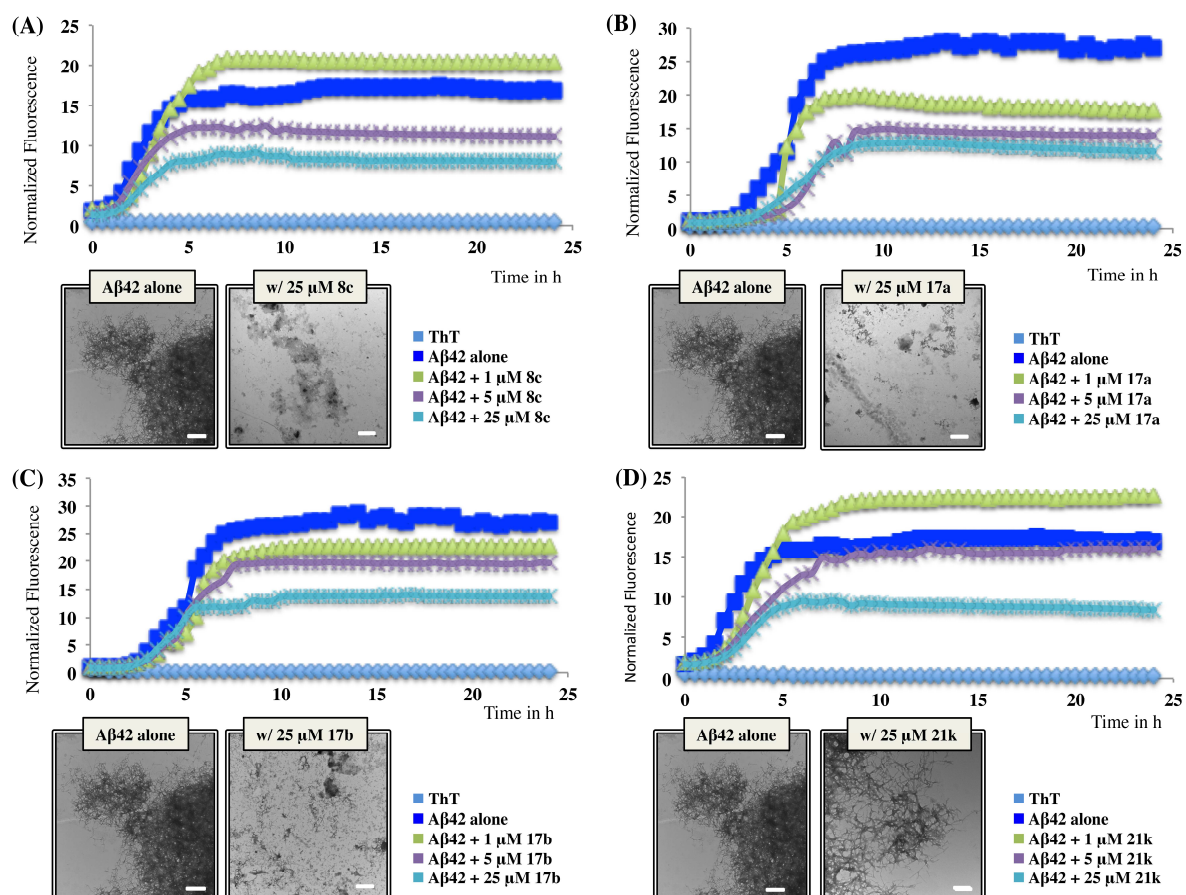 (A)
Normalized Fluorescence
25
20
15
10
5
0
0 5 10 15 20 25
Time in h
Aβ42 alone
w/ 25 µM 8c
ThT
Aβ42 alone
Aβ42 + 1 µM 8c
Aβ42 + 5 µM 8c
Aβ42 + 25 µM 8c
(B)
Normalized Fluorescence
30
25
20
15
10
5
0
0 5 10 15 20 25
Time in h
Aβ42 alone
w/ 25 µM 17a
ThT
Aβ42 alone
Aβ42 + 1 µM 17a
Aβ42 + 5 µM 17a
Aβ42 + 25 µM 17a
(C)
Normalized Fluorescence
35
30
25
20
15
10
5
0
0 5 10 15 20 25
Time in h
Aβ42 alone
w/ 25 µM 17b
ThT
Aβ42 alone
Aβ42 + 1 µM 17b
Aβ42 + 5 µM 17b
Aβ42 + 25 µM 17b
(D)
Normalized Fluorescence
25
20
15
10
5
0
0 5 10 15 20 25
Time in h
Aβ42 alone
w/ 25 µM 21k
ThT
Aβ42 alone
Aβ42 + 1 µM 21k
Aβ42 + 5 µM 21k
Aβ42 + 25 µM 21k